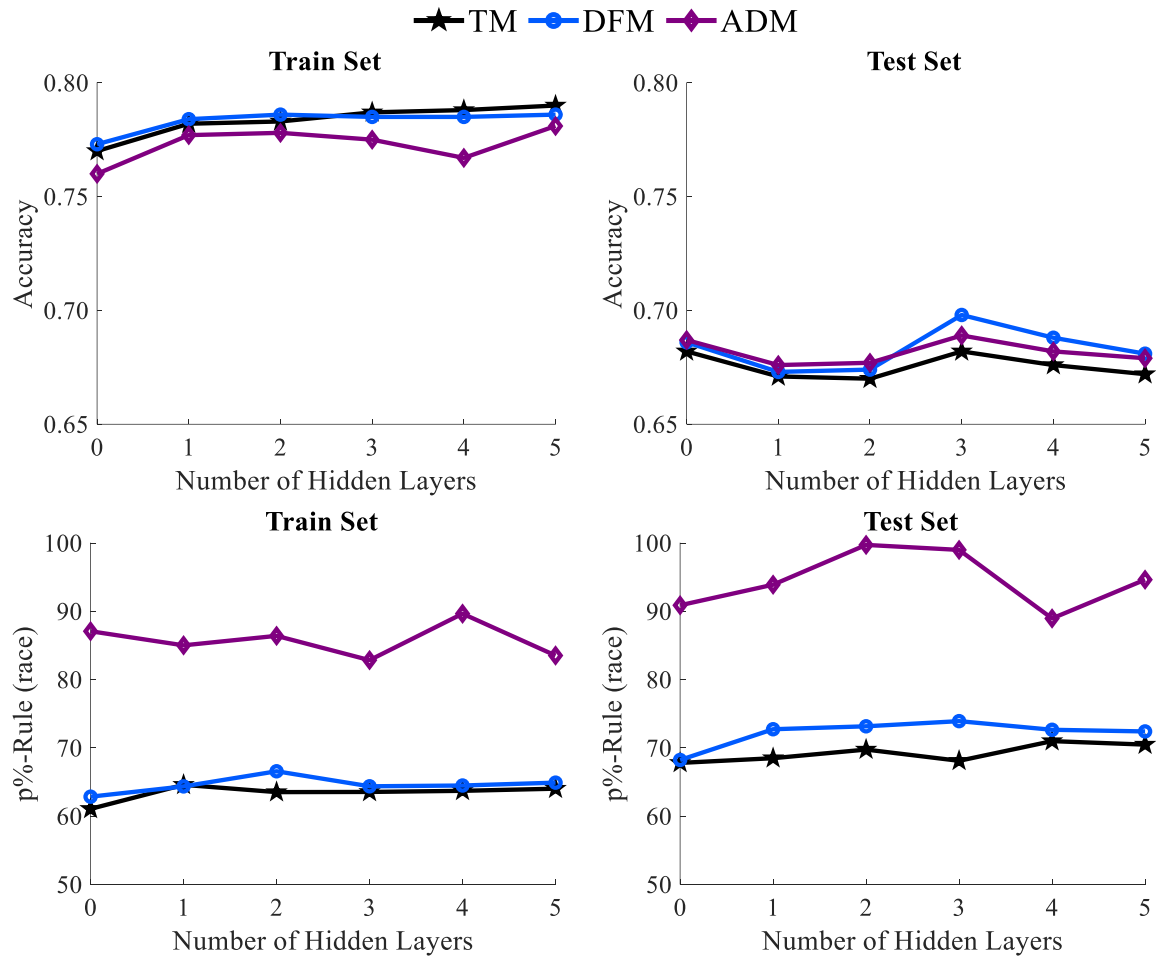 TM DFM ADM
Train Set
0.80
0.75
0.70
0.65
Accuracy
0 1 2 3 4 5
Number of Hidden Layers
Test Set
0.80
0.75
0.70
0.65
Accuracy
0 1 2 3 4 5
Number of Hidden Layers
Train Set
100
90
80
70
60
50
p%-Rule (race)
0 1 2 3 4 5
Number of Hidden Layers
Test Set
100
90
80
70
60
50
p%-Rule (race)
0 1 2 3 4 5
Number of Hidden Layers